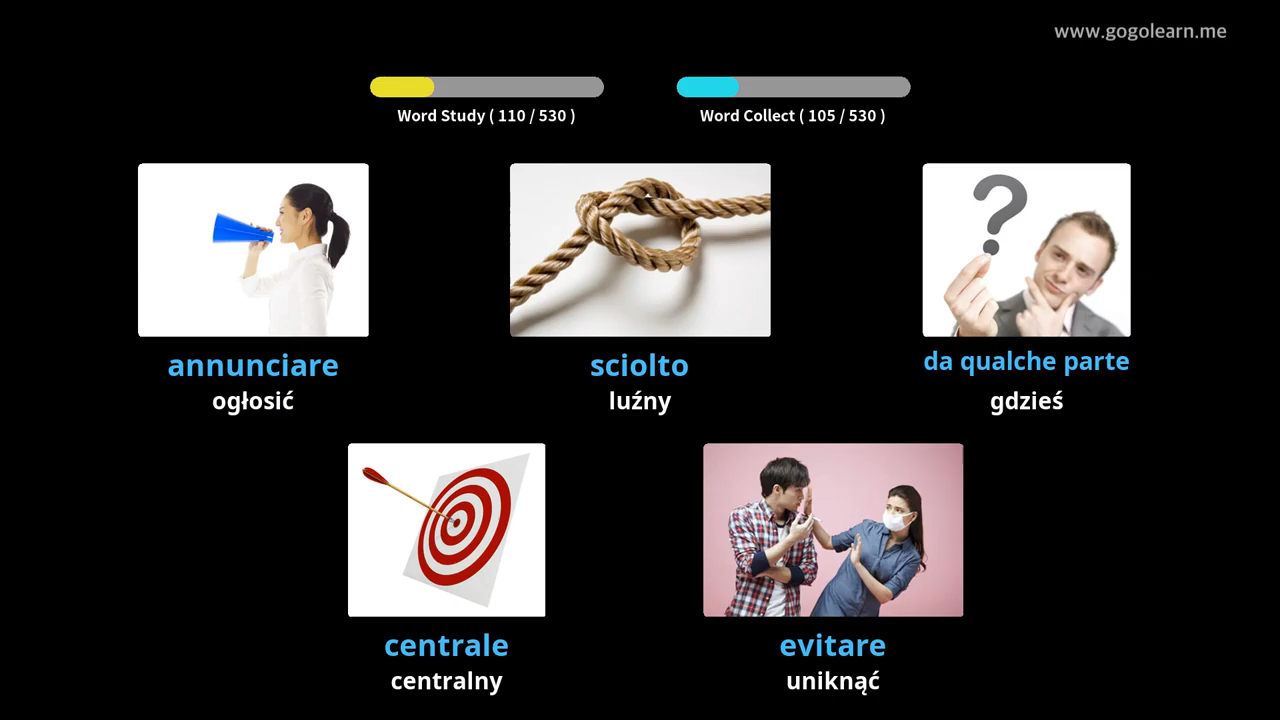 www.gogolearn.me
Word Study ( 110 / 530 )
Word Collect ( 105 / 530 )
annunciare
ogłosić
sciolto
luźny
da qualche parte
gdzieś
centrale
centralny
evitare
uniknąć